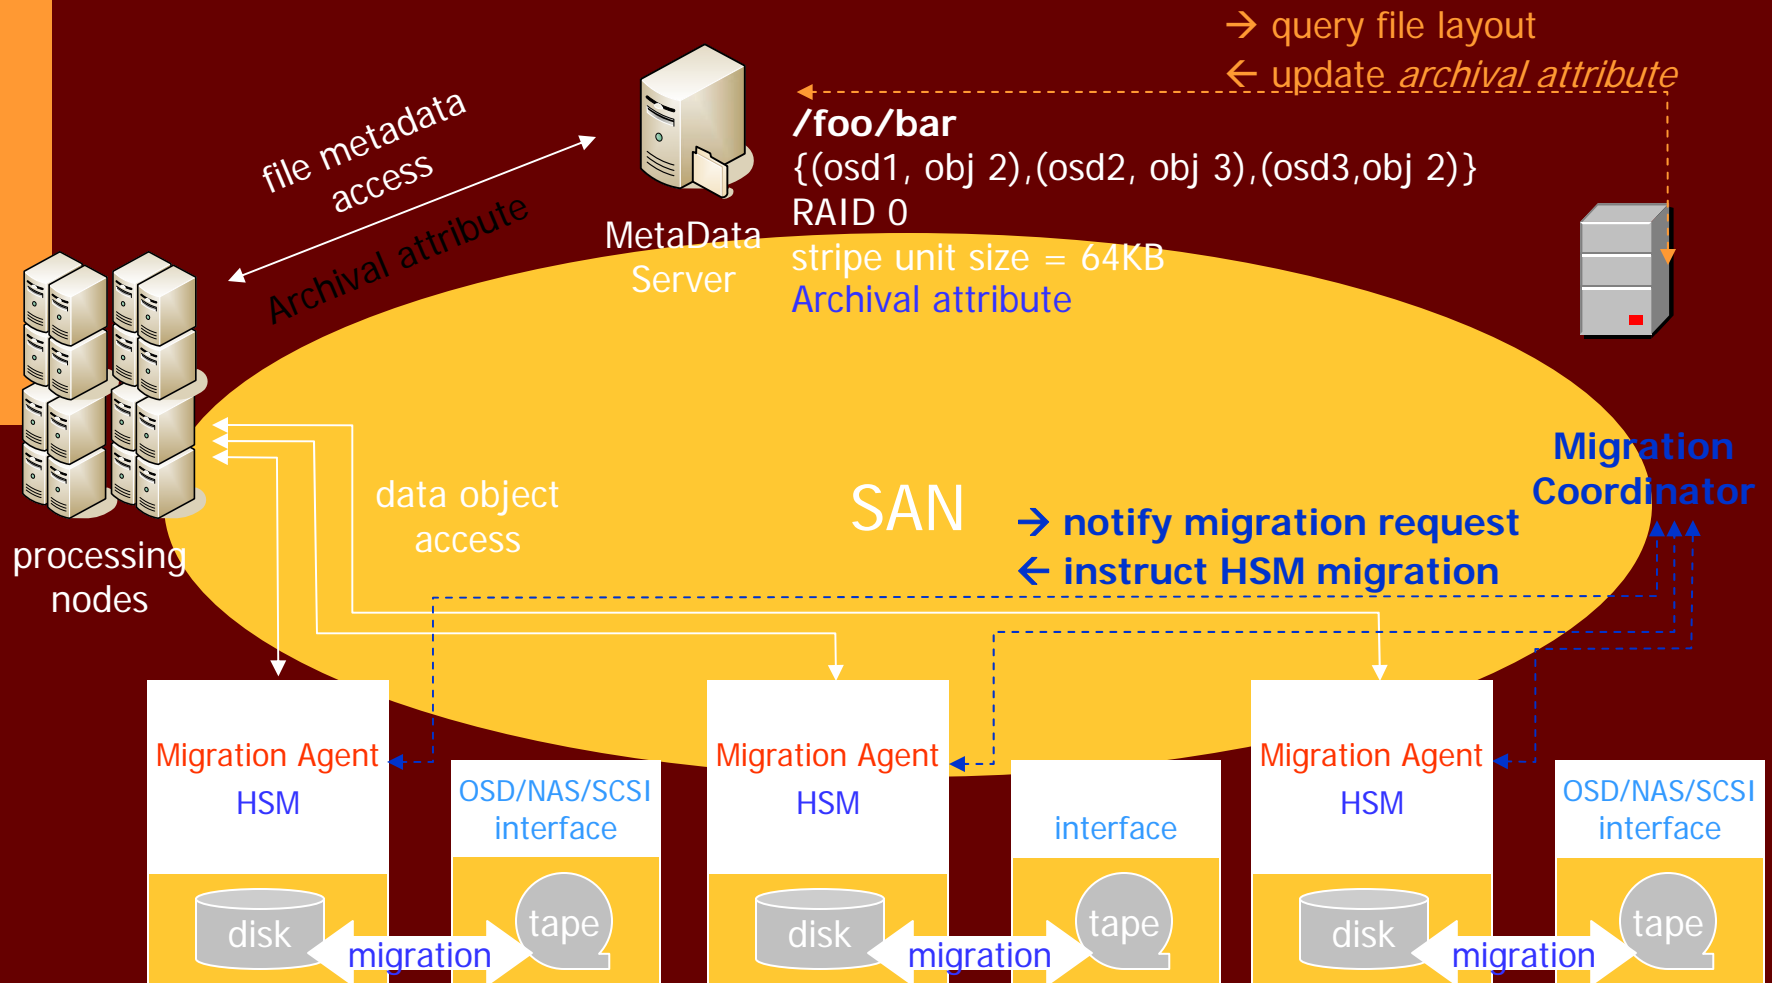 → query file layout
← update archival attribute
file metadata
access
Archival attribute
MetaData
Server
/foo/bar
{(osd1, obj 2),(osd2, obj 3),(osd3,obj 2)}
RAID 0
stripe unit size = 64KB
Archival attribute
processing
nodes
data object
access
SAN
Migration
Coordinator
→ notify migration request
← instruct HSM migration
Migration Agent
HSM
OSD/NAS/SCSI
interface
disk
migration
tape
Migration Agent
HSM
interface
disk
migration
tape
Migration Agent
HSM
OSD/NAS/SCSI
interface
disk
migration
tape